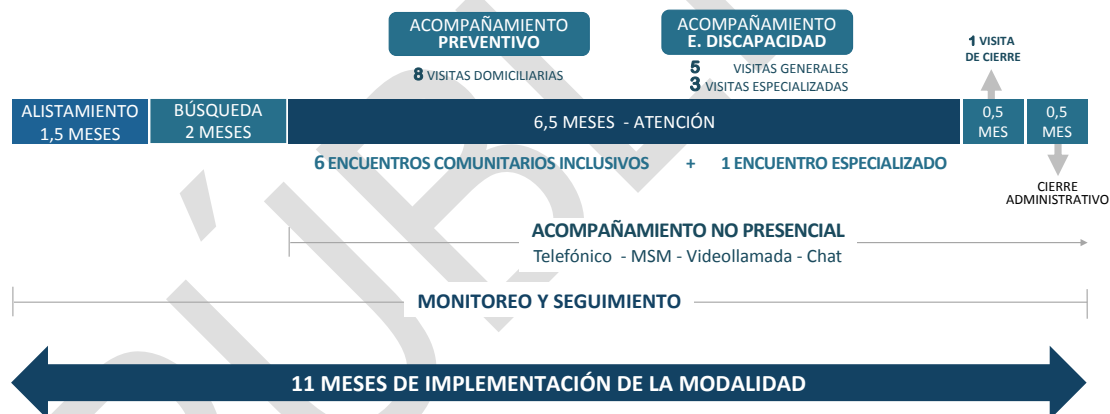 ACOMPAÑAMIENTO
PREVENTIVO
8 VISITAS DOMICILIARIAS
ACOMPAÑAMIENTO
E. DISCAPACIDAD
5 VISITAS GENERALES
3 VISITAS ESPECIALIZADAS
1 VISITA
DE CIERRE
ALISTAMIENTO
1,5 MESES
BÚSQUEDA
2 MESES
6,5 MESES - ATENCIÓN
0,5
MES
0,5
MES
6 ENCUENTROS COMUNITARIOS INCLUSIVOS + 1 ENCUENTRO ESPECIALIZADO
CIERRE
ADMINISTRATIVO
ACOMPAÑAMIENTO NO PRESENCIAL
Telefónico - MSM - Videollamada - Chat
MONITOREO Y SEGUIMIENTO
11 MESES DE IMPLEMENTACIÓN DE LA MODALIDAD